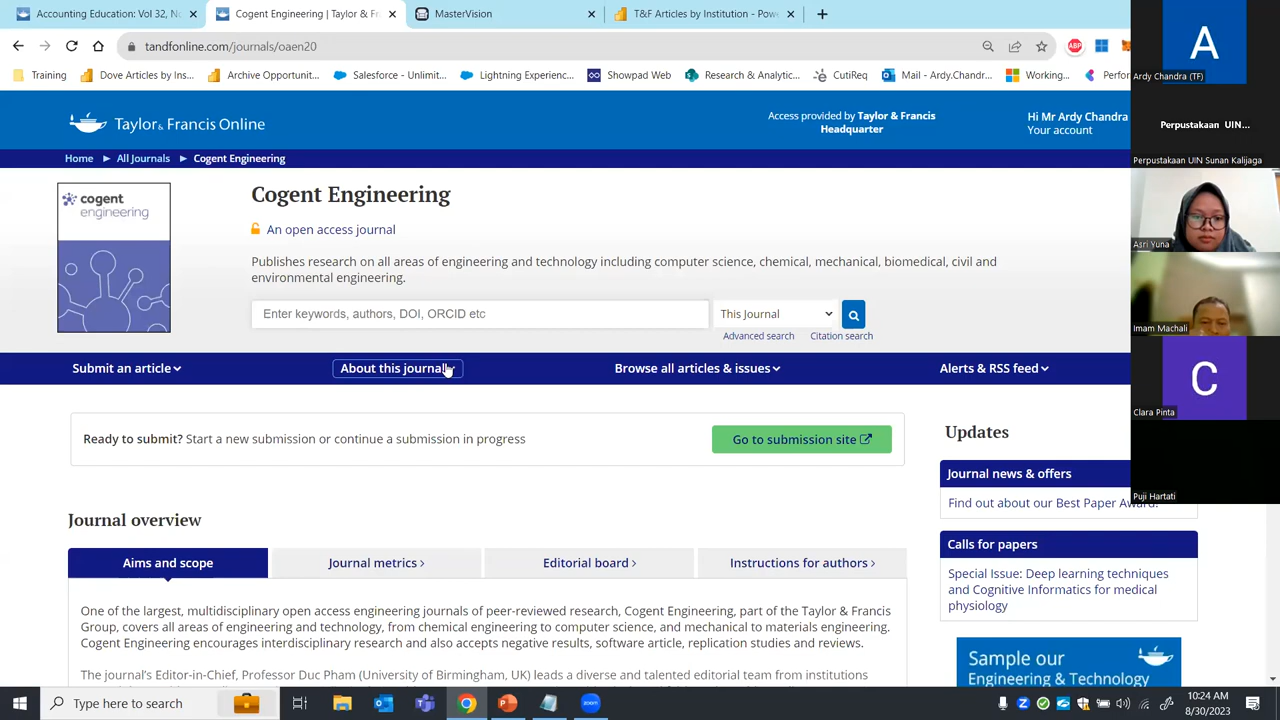 Accounting Education: Vol 32, N
Cogent Engineering | Taylor & Fr
MasterVision
T&F Articles by Institution - Pow
tandfonline.com/journals/oaen20
ABP
Training
Dove Articles by Ins...
Archive Opportunit...
Salesforce - Unlimit...
Lightning Experienc...
Showpad Web
Research & Analytic...
CutiReq
Mail - Ardy.Chandr...
Working...
Perfor
Taylor & Francis Online
Access provided by Taylor & Francis
Headquarter
Hi Mr Ardy Chandra
Your account
Home
All Journals
Cogent Engineering
cogent
engineering
Cogent Engineering
An open access journal
Publishes research on all areas of engineering and technology including computer science, chemical, mechanical, biomedical, civil and
environmental engineering.
Enter keywords, authors, DOI, ORCID etc
This Journal
Advanced search
Citation search
Submit an article
About this journal
Browse all articles & issues
Alerts & RSS feed
Ready to submit? Start a new submission or continue a submission in progress
Go to submission site
Journal overview
Aims and scope
Journal metrics
Editorial board
Instructions for authors
One of the largest, multidisciplinary open access engineering journals of peer-reviewed research, Cogent Engineering, part of the Taylor & Francis
Group, covers all areas of engineering and technology, from chemical engineering to computer science, and mechanical to materials engineering.
Cogent Engineering encourages interdisciplinary research and also accepts negative results, software article, replication studies and reviews.
The journal's Editor-in-Chief, Professor Duc Pham (University of Birmingham, UK) leads a diverse and talented editorial team from institutions
Updates
Journal news & offers
Find out about our Best Paper Award!
Calls for papers
Special Issue: Deep learning techniques
and Cognitive Informatics for medical
physiology
Sample our
Engineering & Technology
A
Ardy Chandra (TF)
Perpustakaan UIN...
Perpustakaan UIN Sunan Kalijaga
Asri Yuna
Imam Machali
C
Clara Pinta
Puji Hartati
Type here to search
zoom
10:24 AM
8/30/2023